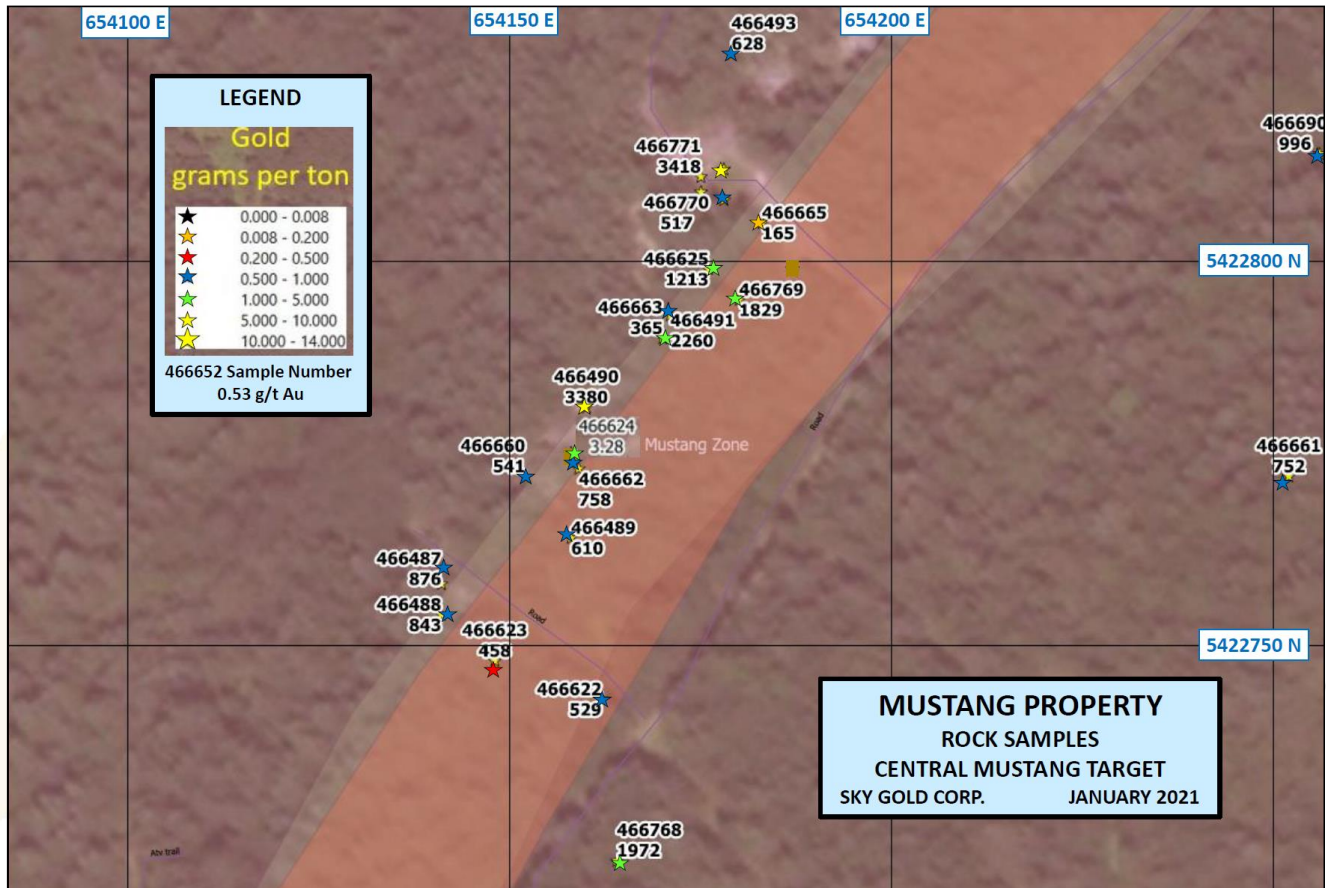 654100 E
654150 E
654200 E
466493
628
LEGEND
Gold
grams per ton
0.000 - 0.008
0.008 - 0.200
0.200 - 0.500
0.500 - 1.000
1.000 - 5.000
5.000 - 10.000
10.000 - 14.000
466652 Sample Number
0.53 g/t Au
466690
996
466771
3418
466770
517
466665
165
5422800 N
466625
1213
466769
1829
466663
365
466491
2260
466490
3380
466624
3.28
Mustang Zone
Road
466660
541
466662
758
466661
752
466489
610
466487
876
466488
843
Road
466623
458
5422750 N
466622
529
MUSTANG PROPERTY
ROCK SAMPLES
CENTRAL MUSTANG TARGET
SKY GOLD CORP. JANUARY 2021
466768
1972
Atv trail